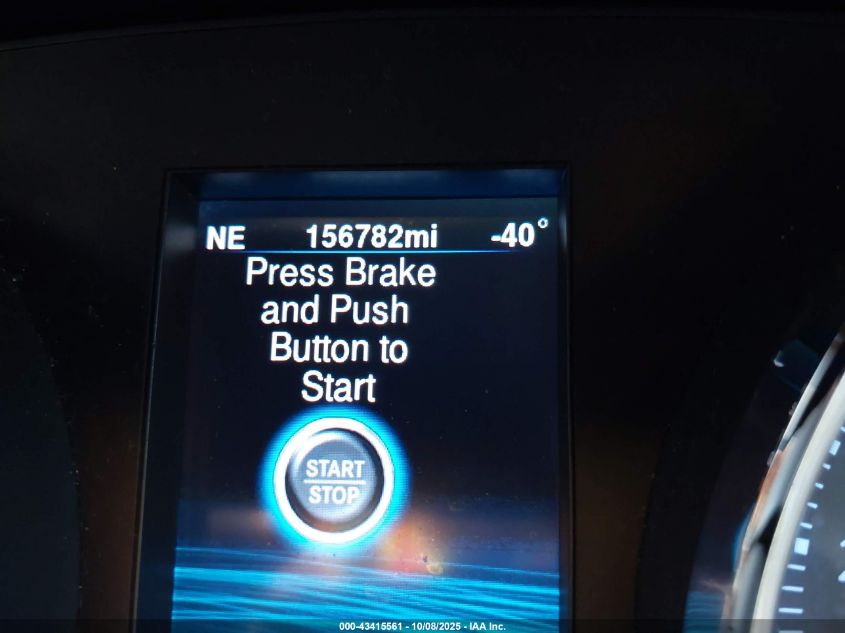 NE 156782mi -40°
Press Brake
and Push
Button to
Start
START
STOP
000-43415561 - 10/08/2025 - IAA Inc.